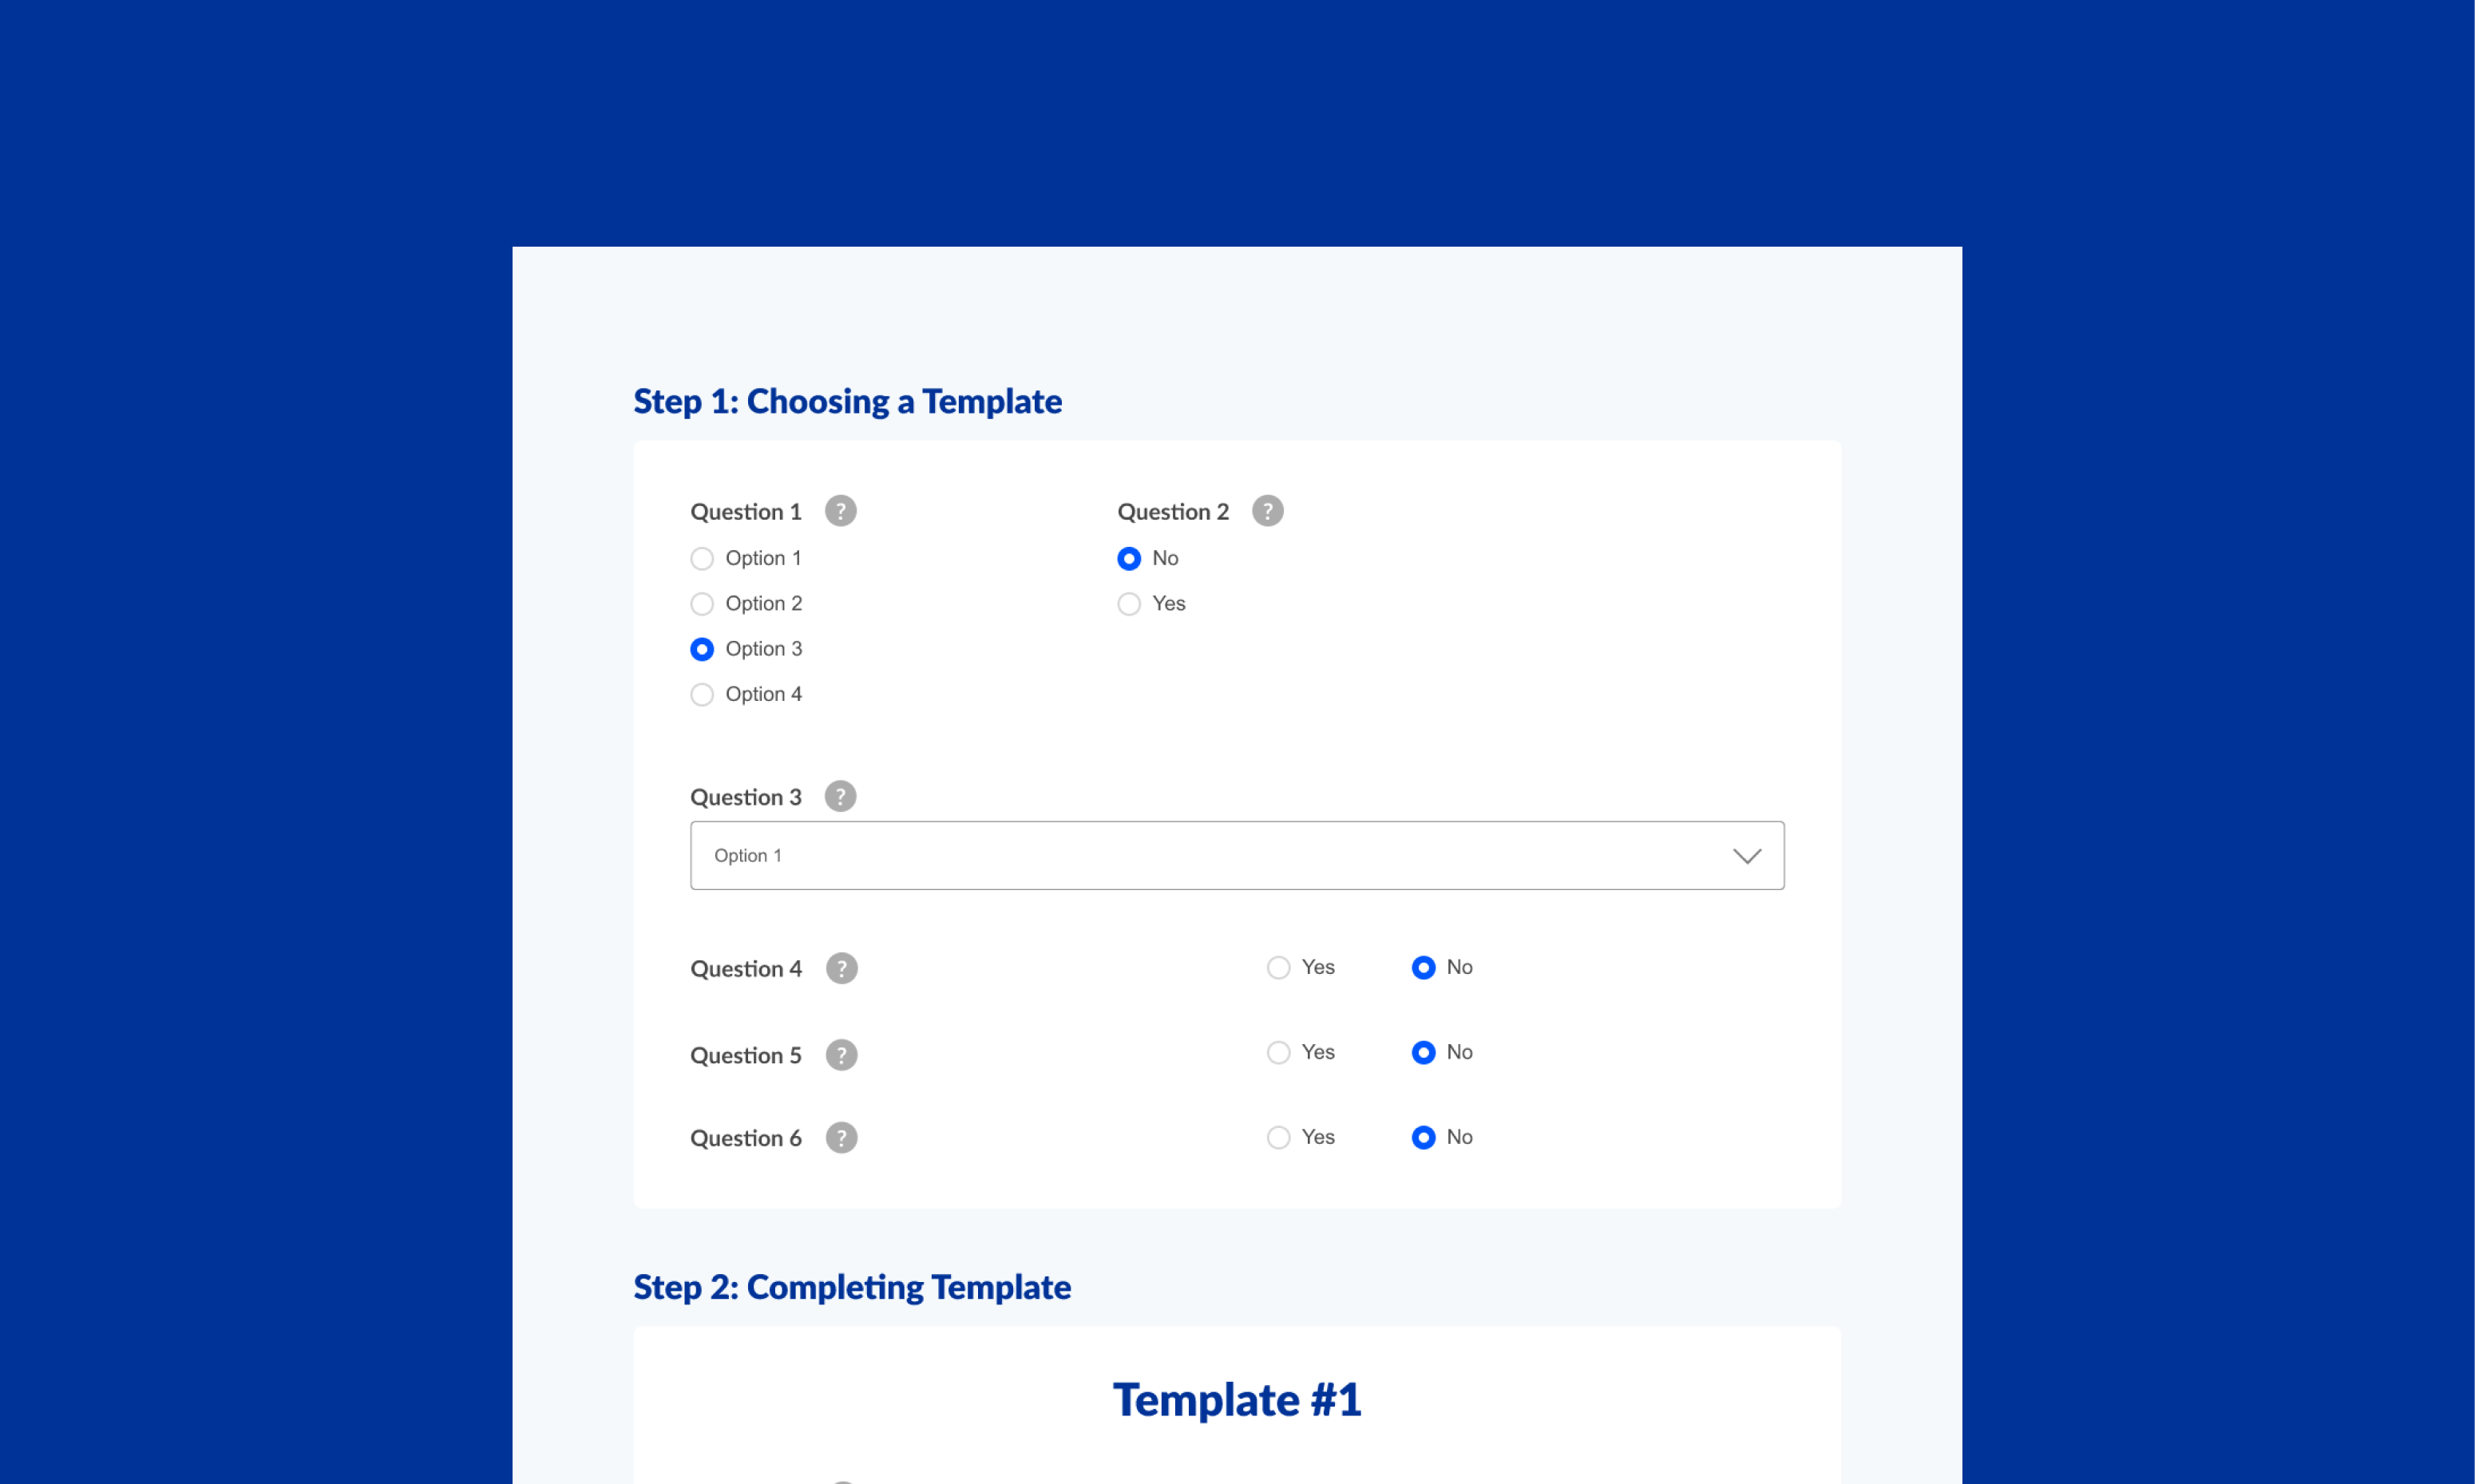 Step 1: Choosing a Template
Question 1 ?
Option 1
Option 2
Option 3
Option 4
Question 2 ?
No
Yes
Question 3 ?
Option 1
Question 4 ? Yes No
Question 5 ? Yes No
Question 6 ? Yes No
Step 2: Completing Template
Template #1